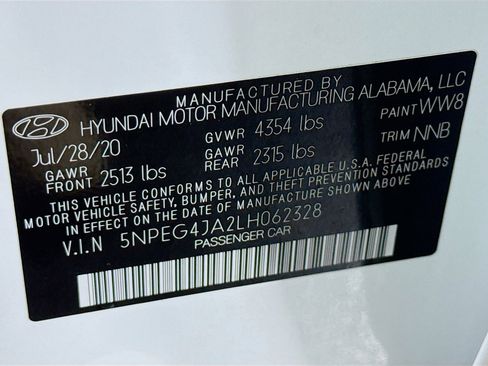 MANUFACTURED BY
HYUNDAI MOTOR MANUFACTURING ALABAMA, LLC
Jul/28/20 GVWR 4354 lbs PAINT WW8
GAWR FRONT 2513 lbs GAWR REAR 2315 lbs TRIM NNB
THIS VEHICLE CONFORMS TO ALL APPLICABLE U.S.A. FEDERAL
MOTOR VEHICLE SAFETY, BUMPER, AND THEFT PREVENTION STANDARDS
IN EFFECT ON THE DATE OF MANUFACTURE SHOWN ABOVE.
V.I.N 5NPEG4JA2LH062328
PASSENGER CAR